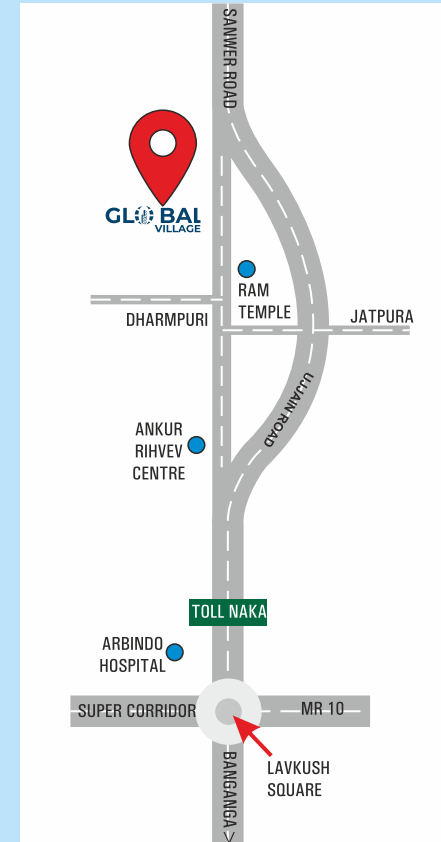 SANWER ROAD
GLOBAL
VILLAGE
RAM
TEMPLE
DHARMPURI
JATPURA
UJJAIN ROAD
ANKUR
RIHVEV
CENTRE
TOLL NAKA
ARBINDO
HOSPITAL
SUPER CORRIDOR
MR 10
LAVKUSH
SQUARE
BANGANGA >